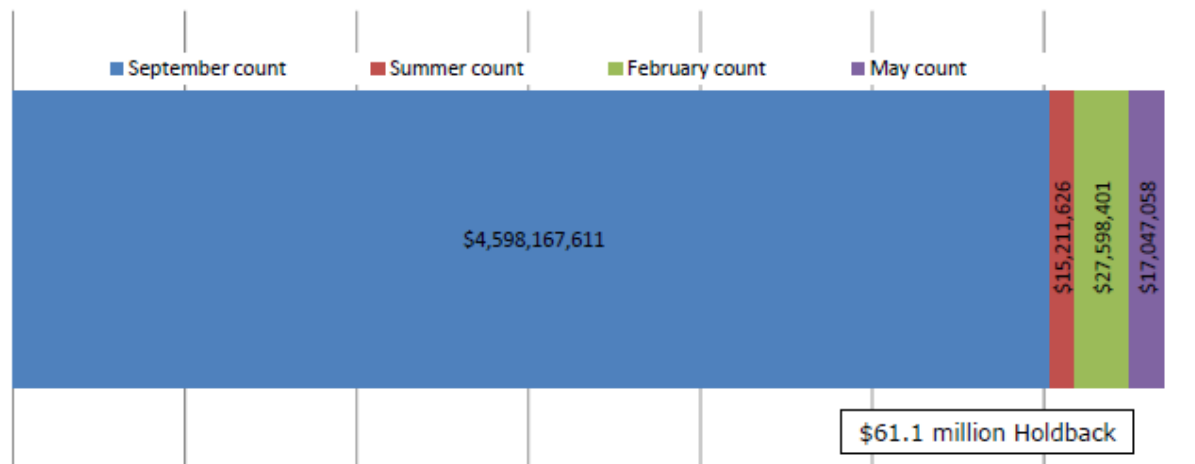 September count Summer count February count May count
$4,598,167,611
$15,211,626
$27,598,401
$17,047,058
$61.1 million Holdback